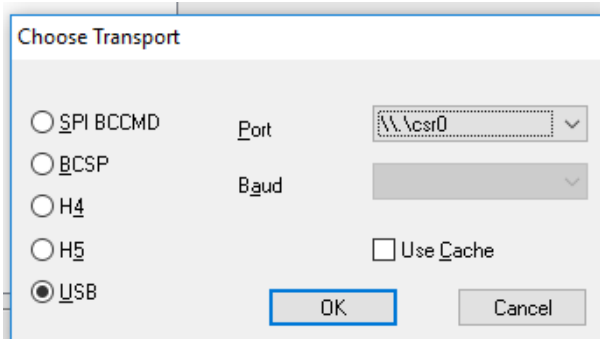 Choose Transport
SPI BCCMD
Port
\\.\csr0
BCSP
Baud
H4
H5
Use Cache
USB
OK
Cancel